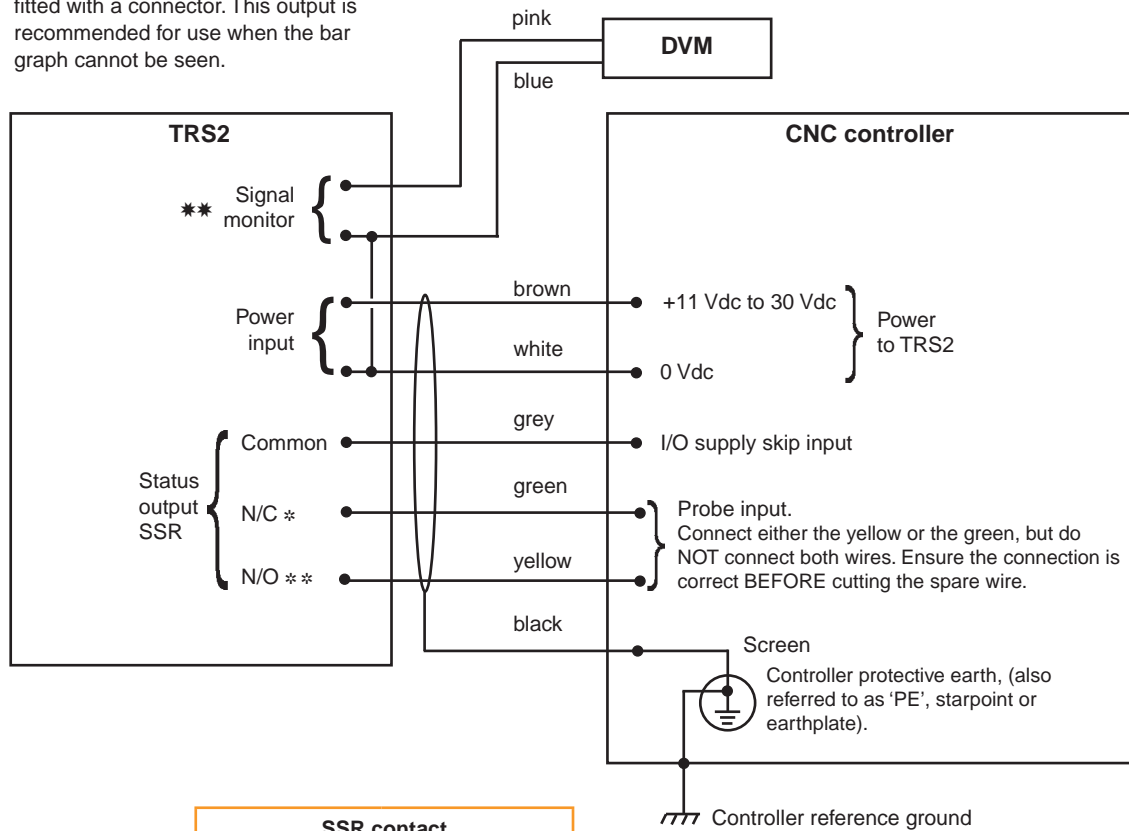 fitted with a connector. This output is
recommended for use when the bar
graph cannot be seen.
pink
DVM
blue
TRS2
CNC controller
✷✷ Signal
monitor
Power
input
brown
white
+11 Vdc to 30 Vdc
0 Vdc
Power
to TRS2
Status
output
SSR
Common
N/C *
N/O **
grey
green
yellow
black
I/O supply skip input
Probe input.
Connect either the yellow or the green, but do
NOT connect both wires. Ensure the connection is
correct BEFORE cutting the spare wire.
Screen
Controller protective earth, (also
referred to as ‘PE’, starpoint or
earthplate).
Controller reference ground
SSR contact